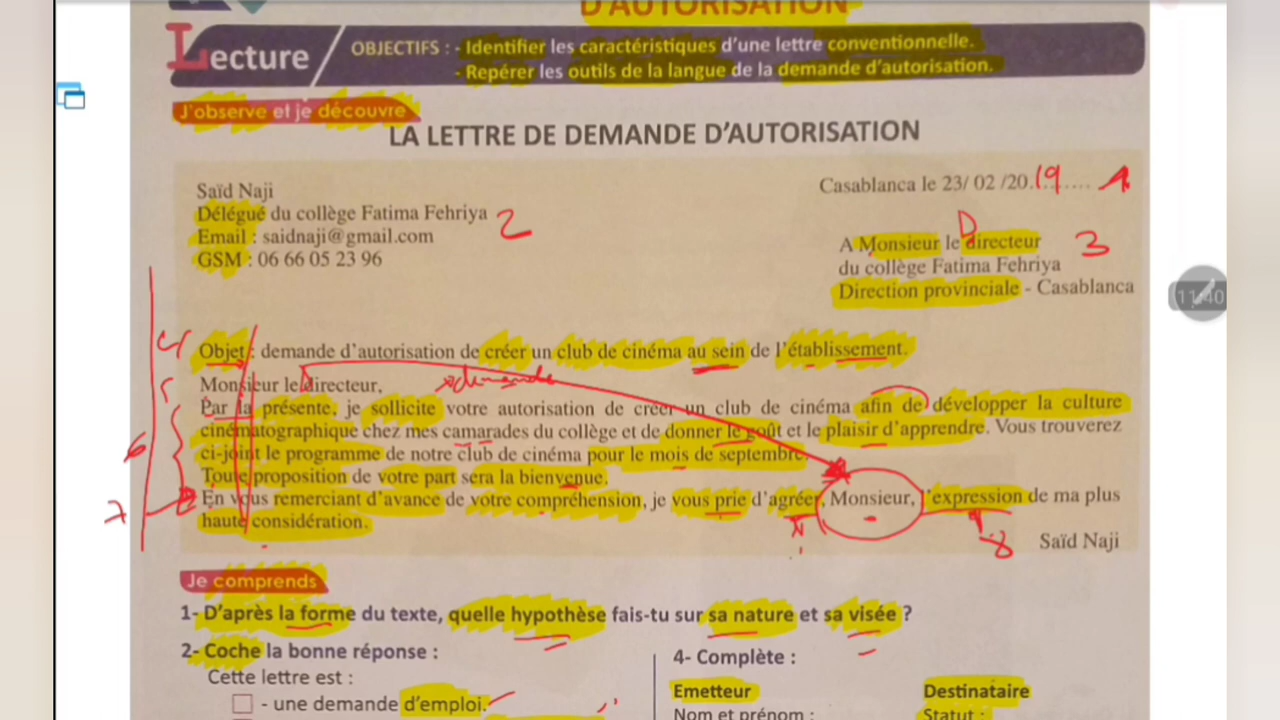 D'AUTORISATION
Lecture
OBJECTIFS : - Identifier les caractéristiques d'une lettre conventionnelle.
- Repérer les outils de la langue de la demande d'autorisation.
J'observe et je découvre
LA LETTRE DE DEMANDE D'AUTORISATION
Saïd Naji
Délégué du collège Fatima Fehriya 2
Email : saidnaji@gmail.com
GSM : 06 66 05 23 96
Casablanca le 23/ 02 /20.19..... 1
D
A Monsieur le directeur 3
du collège Fatima Fehriya
Direction provinciale - Casablanca
11/40
4 Objet : demande d'autorisation de créer un club de cinéma au sein de l'établissement.
5 Monsieur le directeur,
demande
Par la présente, je sollicite votre autorisation de créer un club de cinéma afin de développer la culture
cinématographique chez mes camarades du collège et de donner le goût et le plaisir d'apprendre. Vous trouverez
6 ci-joint le programme de notre club de cinéma pour le mois de septembre.
Toute proposition de votre part sera la bienvenue.
7 En vous remerciant d'avance de votre compréhension, je vous prie d'agréer, Monsieur, l'expression de ma plus
haute considération.
8 Saïd Naji
Je comprends
1- D'après la forme du texte, quelle hypothèse fais-tu sur sa nature et sa visée ?
2- Coche la bonne réponse :
Cette lettre est :
- une demande d'emploi.
4- Complète :
Emetteur Destinataire
Nom et prénom : Statut :